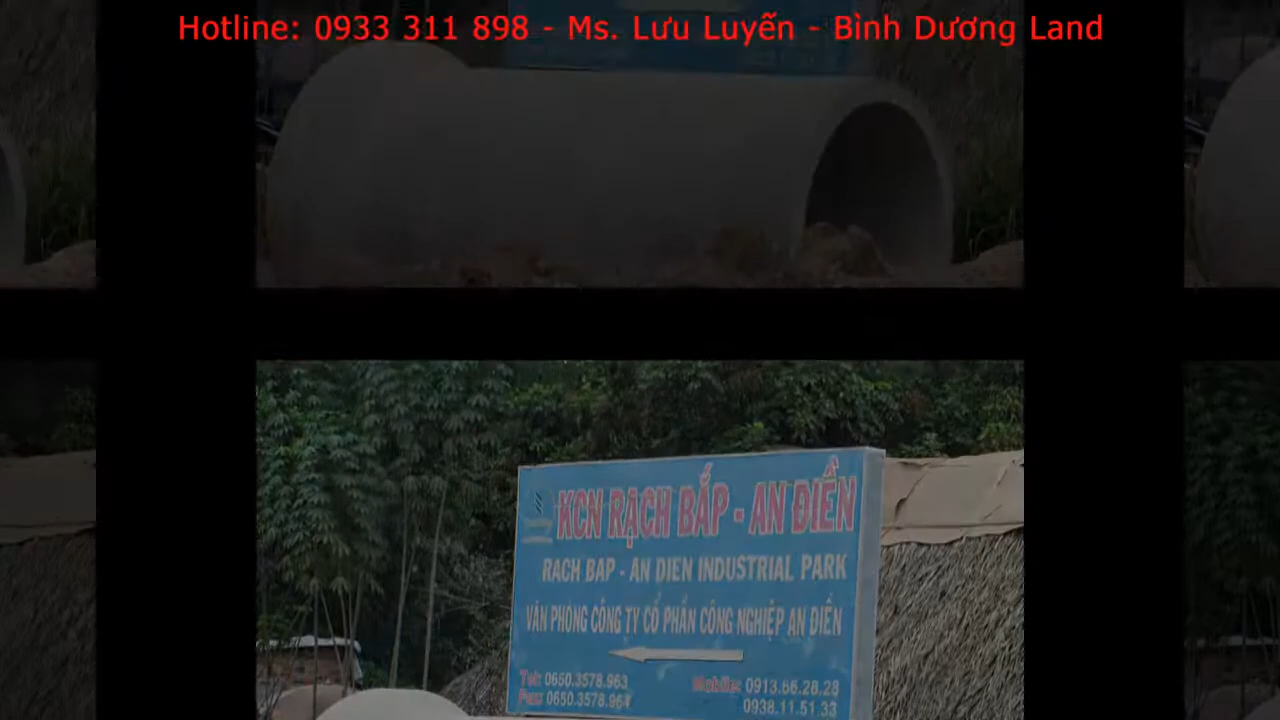 Hotline: 0933 311 898 - Ms. Lưu Luyến - Bình Dương Land
KCN RẠCH BẮP - AN ĐIỀN
RACH BAP - AN DIEN INDUSTRIAL PARK
VĂN PHÒNG CÔNG TY CỔ PHẦN CÔNG NGHIỆP AN ĐIỀN
Tel: 0650.3578.963
Mobile: 0913.66.28.28
Fax: 0650.3578.964
0938.11.51.33